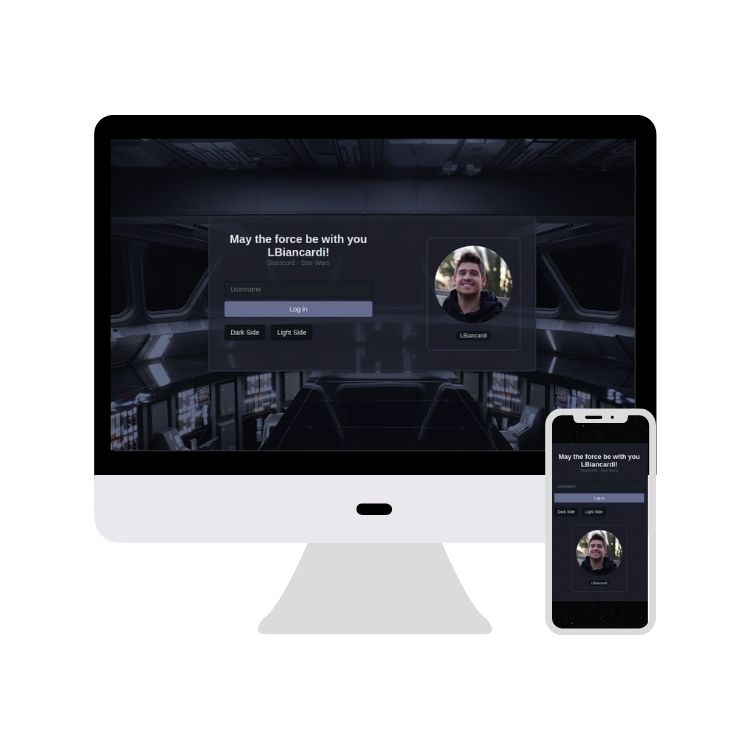 May the force be with you
LBiancardi!
Starscord - Star Wars
Username
Log in
Dark Side
Light Side
LBiancardi
May the force be with you
LBiancardi!
Starscord - Star Wars
Username
Log in
Dark Side
Light Side
LBiancardi